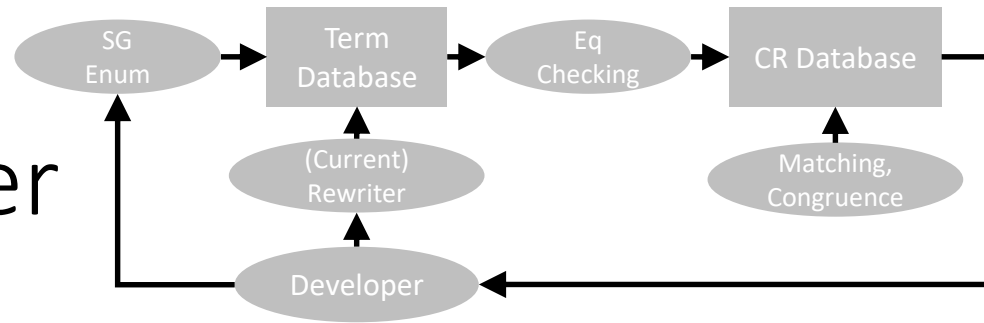 SG
Enum
Term
Database
Eq
Checking
CR Database
er
(Current)
Rewriter
Matching,
Congruence
Developer